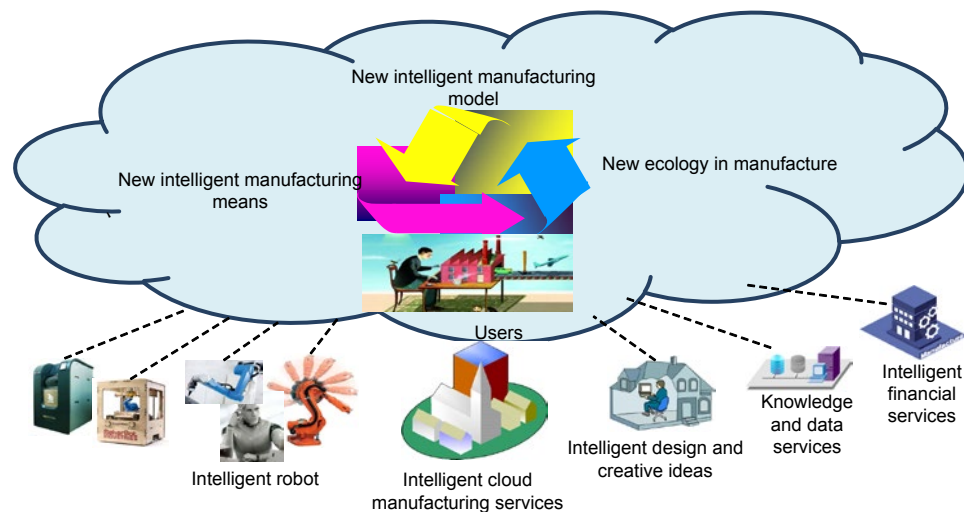 New intelligent manufacturing
model
New intelligent manufacturing
means
New ecology in manufacture
Users
Intelligent robot
Intelligent cloud
manufacturing services
Intelligent design and
creative ideas
Knowledge
and data
services
Intelligent
financial
services